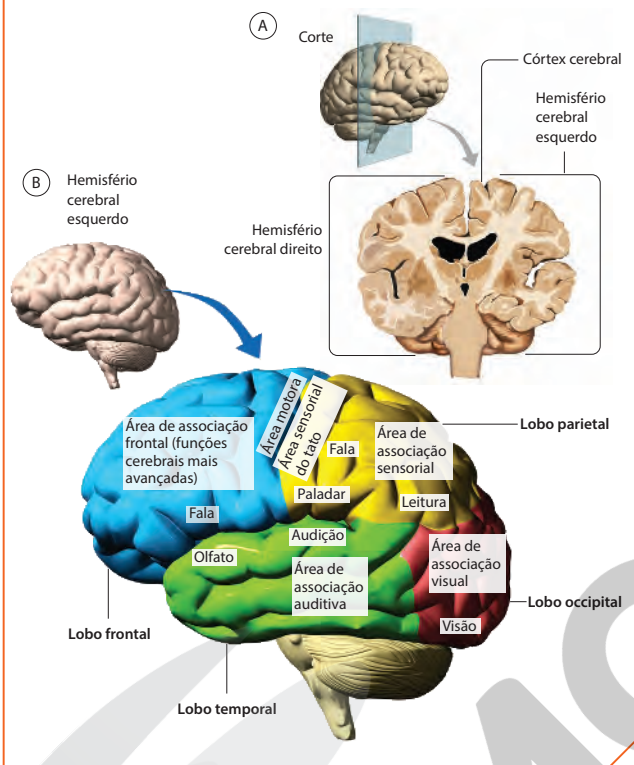 A
Corte
Córtex cerebral
Hemisfério
cerebral
esquerdo
Hemisfério
cerebral direito
B
Hemisfério
cerebral
esquerdo
Área de associação
frontal (funções
cerebrais mais
avançadas)
Área motora
Área sensorial
do tato
Fala
Área de
associação
sensorial
Lobo parietal
Paladar
Leitura
Fala
Olfato
Audição
Área de
associação
auditiva
Área de
associação
visual
Lobo occipital
Visão
Lobo frontal
Lobo temporal